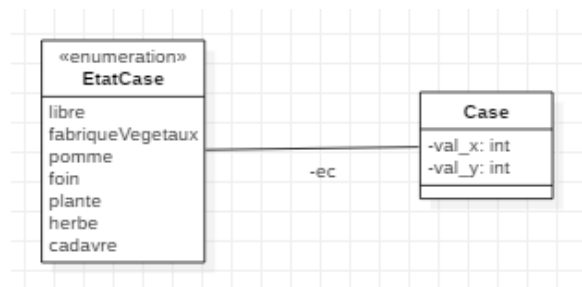 «enumeration»
EtatCase
libre
fabriqueVegetaux
pomme
foin
plante
herbe
cadavre
-ec
Case
-val_x: int
-val_y: int